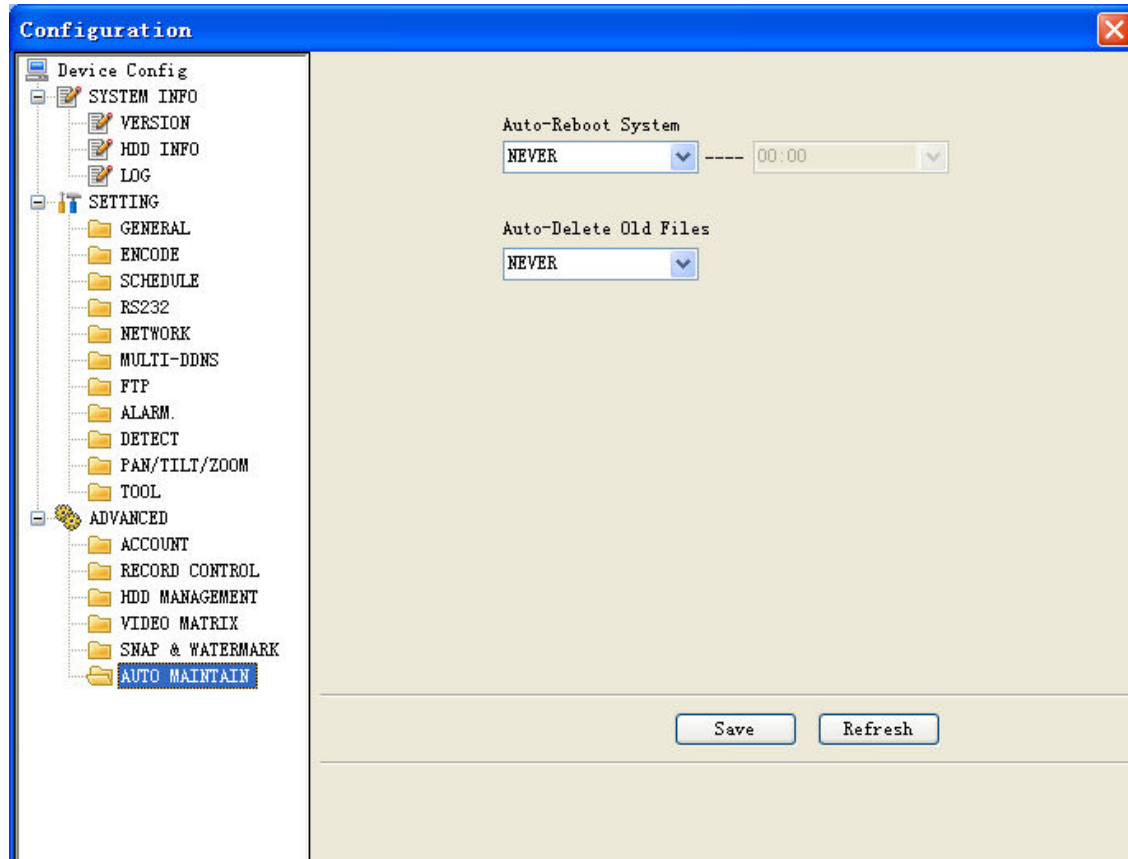 Configuration
Device Config
SYSTEM INFO
VERSION
HDD INFO
LOG
SETTING
GENERAL
ENCODE
SCHEDULE
RS232
NETWORK
MULTI-DDNS
FTP
ALARM.
DETECT
PAN/TILT/ZOOM
TOOL
ADVANCED
ACCOUNT
RECORD CONTROL
HDD MANAGEMENT
VIDEO MATRIX
SNAP & WATERMARK
AUTO MAINTAIN
Auto-Reboot System
NEVER ---- 00:00
Auto-Delete Old Files
NEVER
Save Refresh